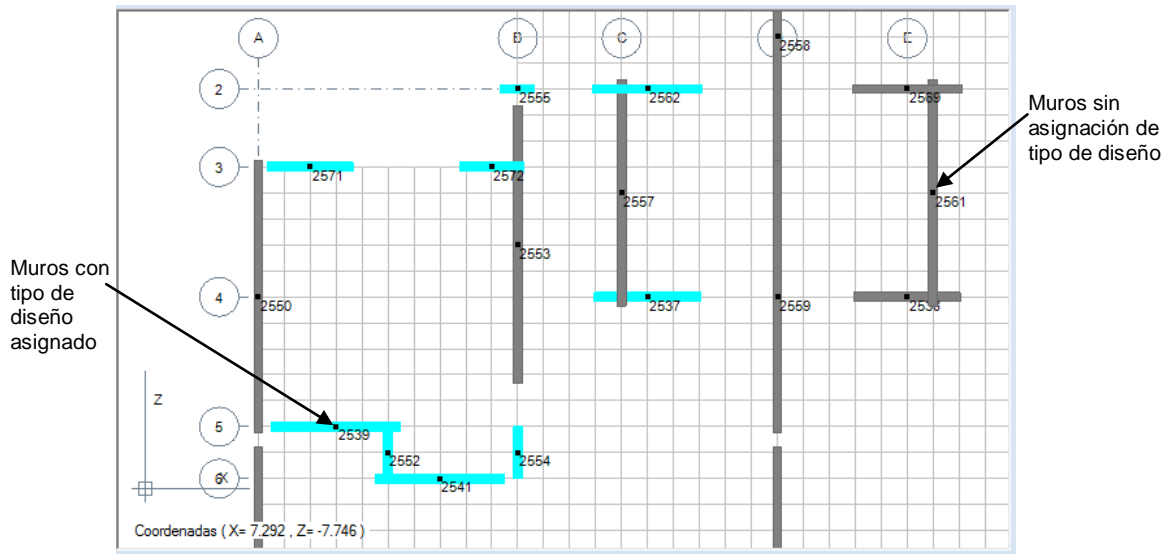 A
B
C
2558
E
2
2555
2562
2569
Muros sin
asignación de
tipo de diseño
3
2571
2572
2557
2561
2553
Muros con
tipo de
diseño
asignado
4
2550
2537
2559
Z
5
2539
2552
2554
6
X
2541
Coordenadas ( X= 7.292 , Z= -7.746 )